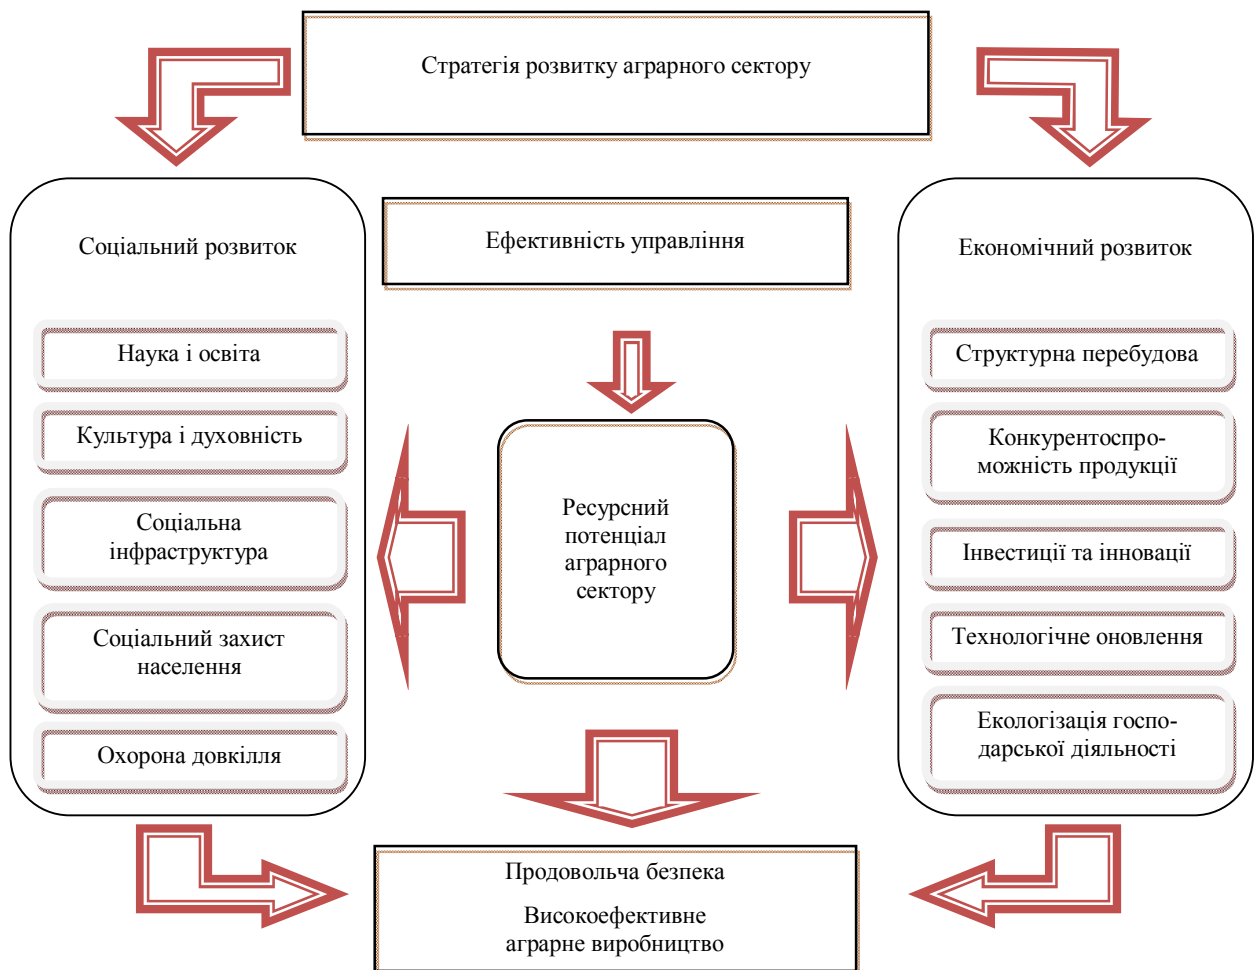 Стратегія розвитку аграрного сектору
Соціальний розвиток
Наука і освіта
Культура і духовність
Соціальна
інфраструктура
Соціальний захист
населення
Охорона довкілля
Ефективність управління
Ресурсний
потенціал
аграрного
сектору
Економічний розвиток
Структурна перебудова
Конкурентоспро-
можність продукції
Інвестиції та інновації
Технологічне оновлення
Екологізація госпо-
дарської діяльності
Продовольча безпека
Високоефективне
аграрне виробництво